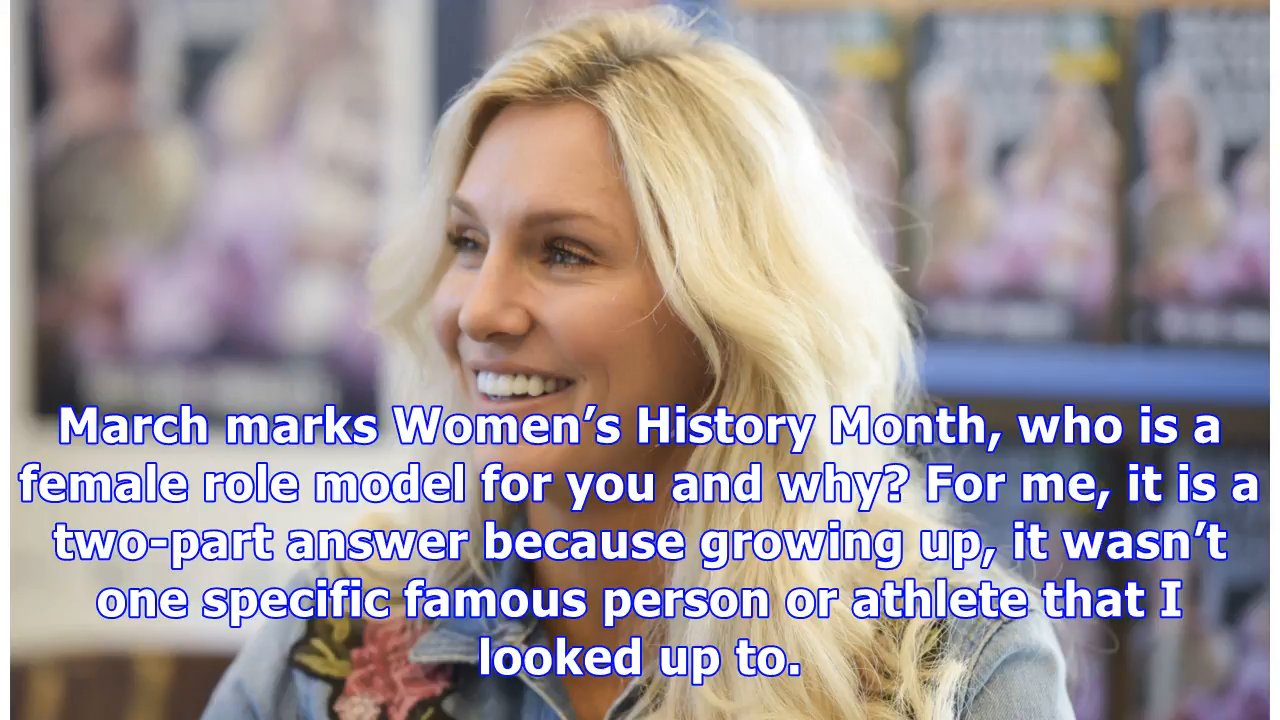 March marks Women’s History Month, who is a
female role model for you and why? For me, it is a
two-part answer because growing up, it wasn’t
one specific famous person or athlete that I
looked up to.